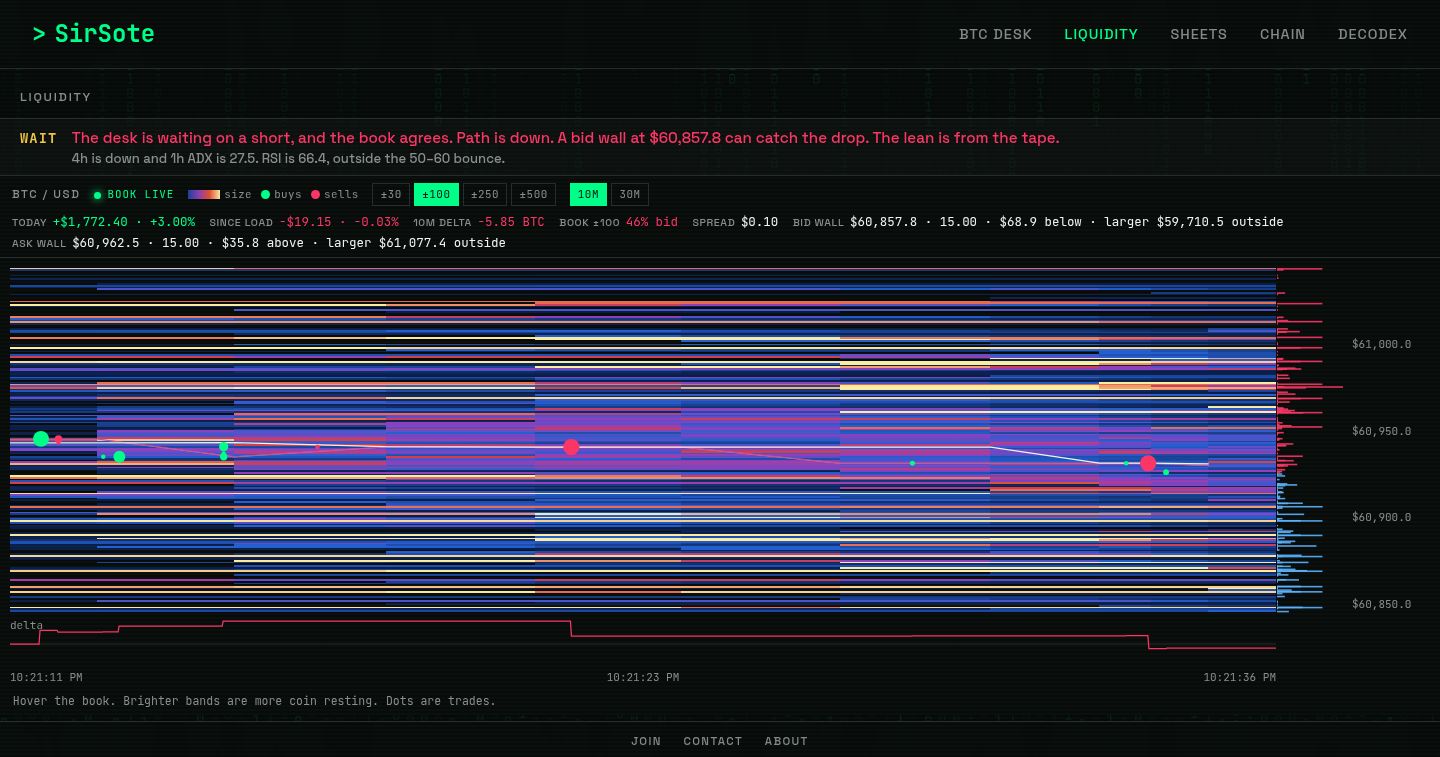 > SirSote
BTC DESK LIQUIDITY SHEETS CHAIN DECODEX
LIQUIDITY
WAIT The desk is waiting on a short, and the book agrees. Path is down. A bid wall at $60,857.8 can catch the drop. The lean is from the tape.
4h is down and 1h ADX is 27.5. RSI is 66.4, outside the 50–60 bounce.
BTC / USD BOOK LIVE size buys sells ±30 ±100 ±250 ±500 10M 30M
TODAY +$1,772.40 · +3.00% SINCE LOAD -$19.15 · -0.03% 10M DELTA -5.85 BTC BOOK ±100 46% bid SPREAD $0.10 BID WALL $60,857.8 · 15.00 · $68.9 below · larger $59,710.5 outside
ASK WALL $60,962.5 · 15.00 · $35.8 above · larger $61,077.4 outside
$61,000.0
$60,950.0
$60,900.0
$60,850.0
delta
10:21:11 PM 10:21:23 PM 10:21:36 PM
Hover the book. Brighter bands are more coin resting. Dots are trades.
JOIN CONTACT ABOUT